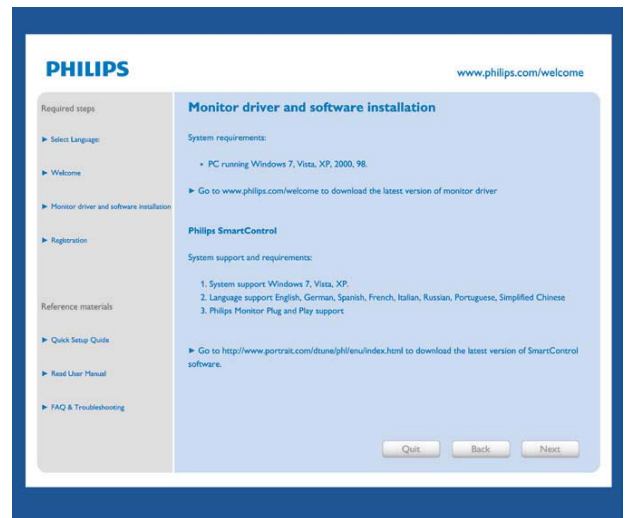 PHILIPS
www.philips.com/welcome
Required steps
► Select Language:
► Welcome
► Monitor driver and software installation
► Registration
Reference materials
► Quick Setup Quide
► Read User Manual
► FAQ & Troubleshooting
Monitor driver and software installation
System requirements:
• PC running Windows 7, Vista, XP, 2000, 98.
► Go to www.philips.com/welcome to download the latest version of monitor driver
Philips SmartControl
System support and requirements:
1. System support Windows 7, Vista, XP.
2. Language support English, German, Spanish, French, Italian, Russian, Portuguese, Simplified Chinese
3. Philips Monitor Plug and Play support
► Go to http://www.portrait.com/dtune/phl/enu/index.html to download the latest version of SmartControl
software.
Quit
Back
Next